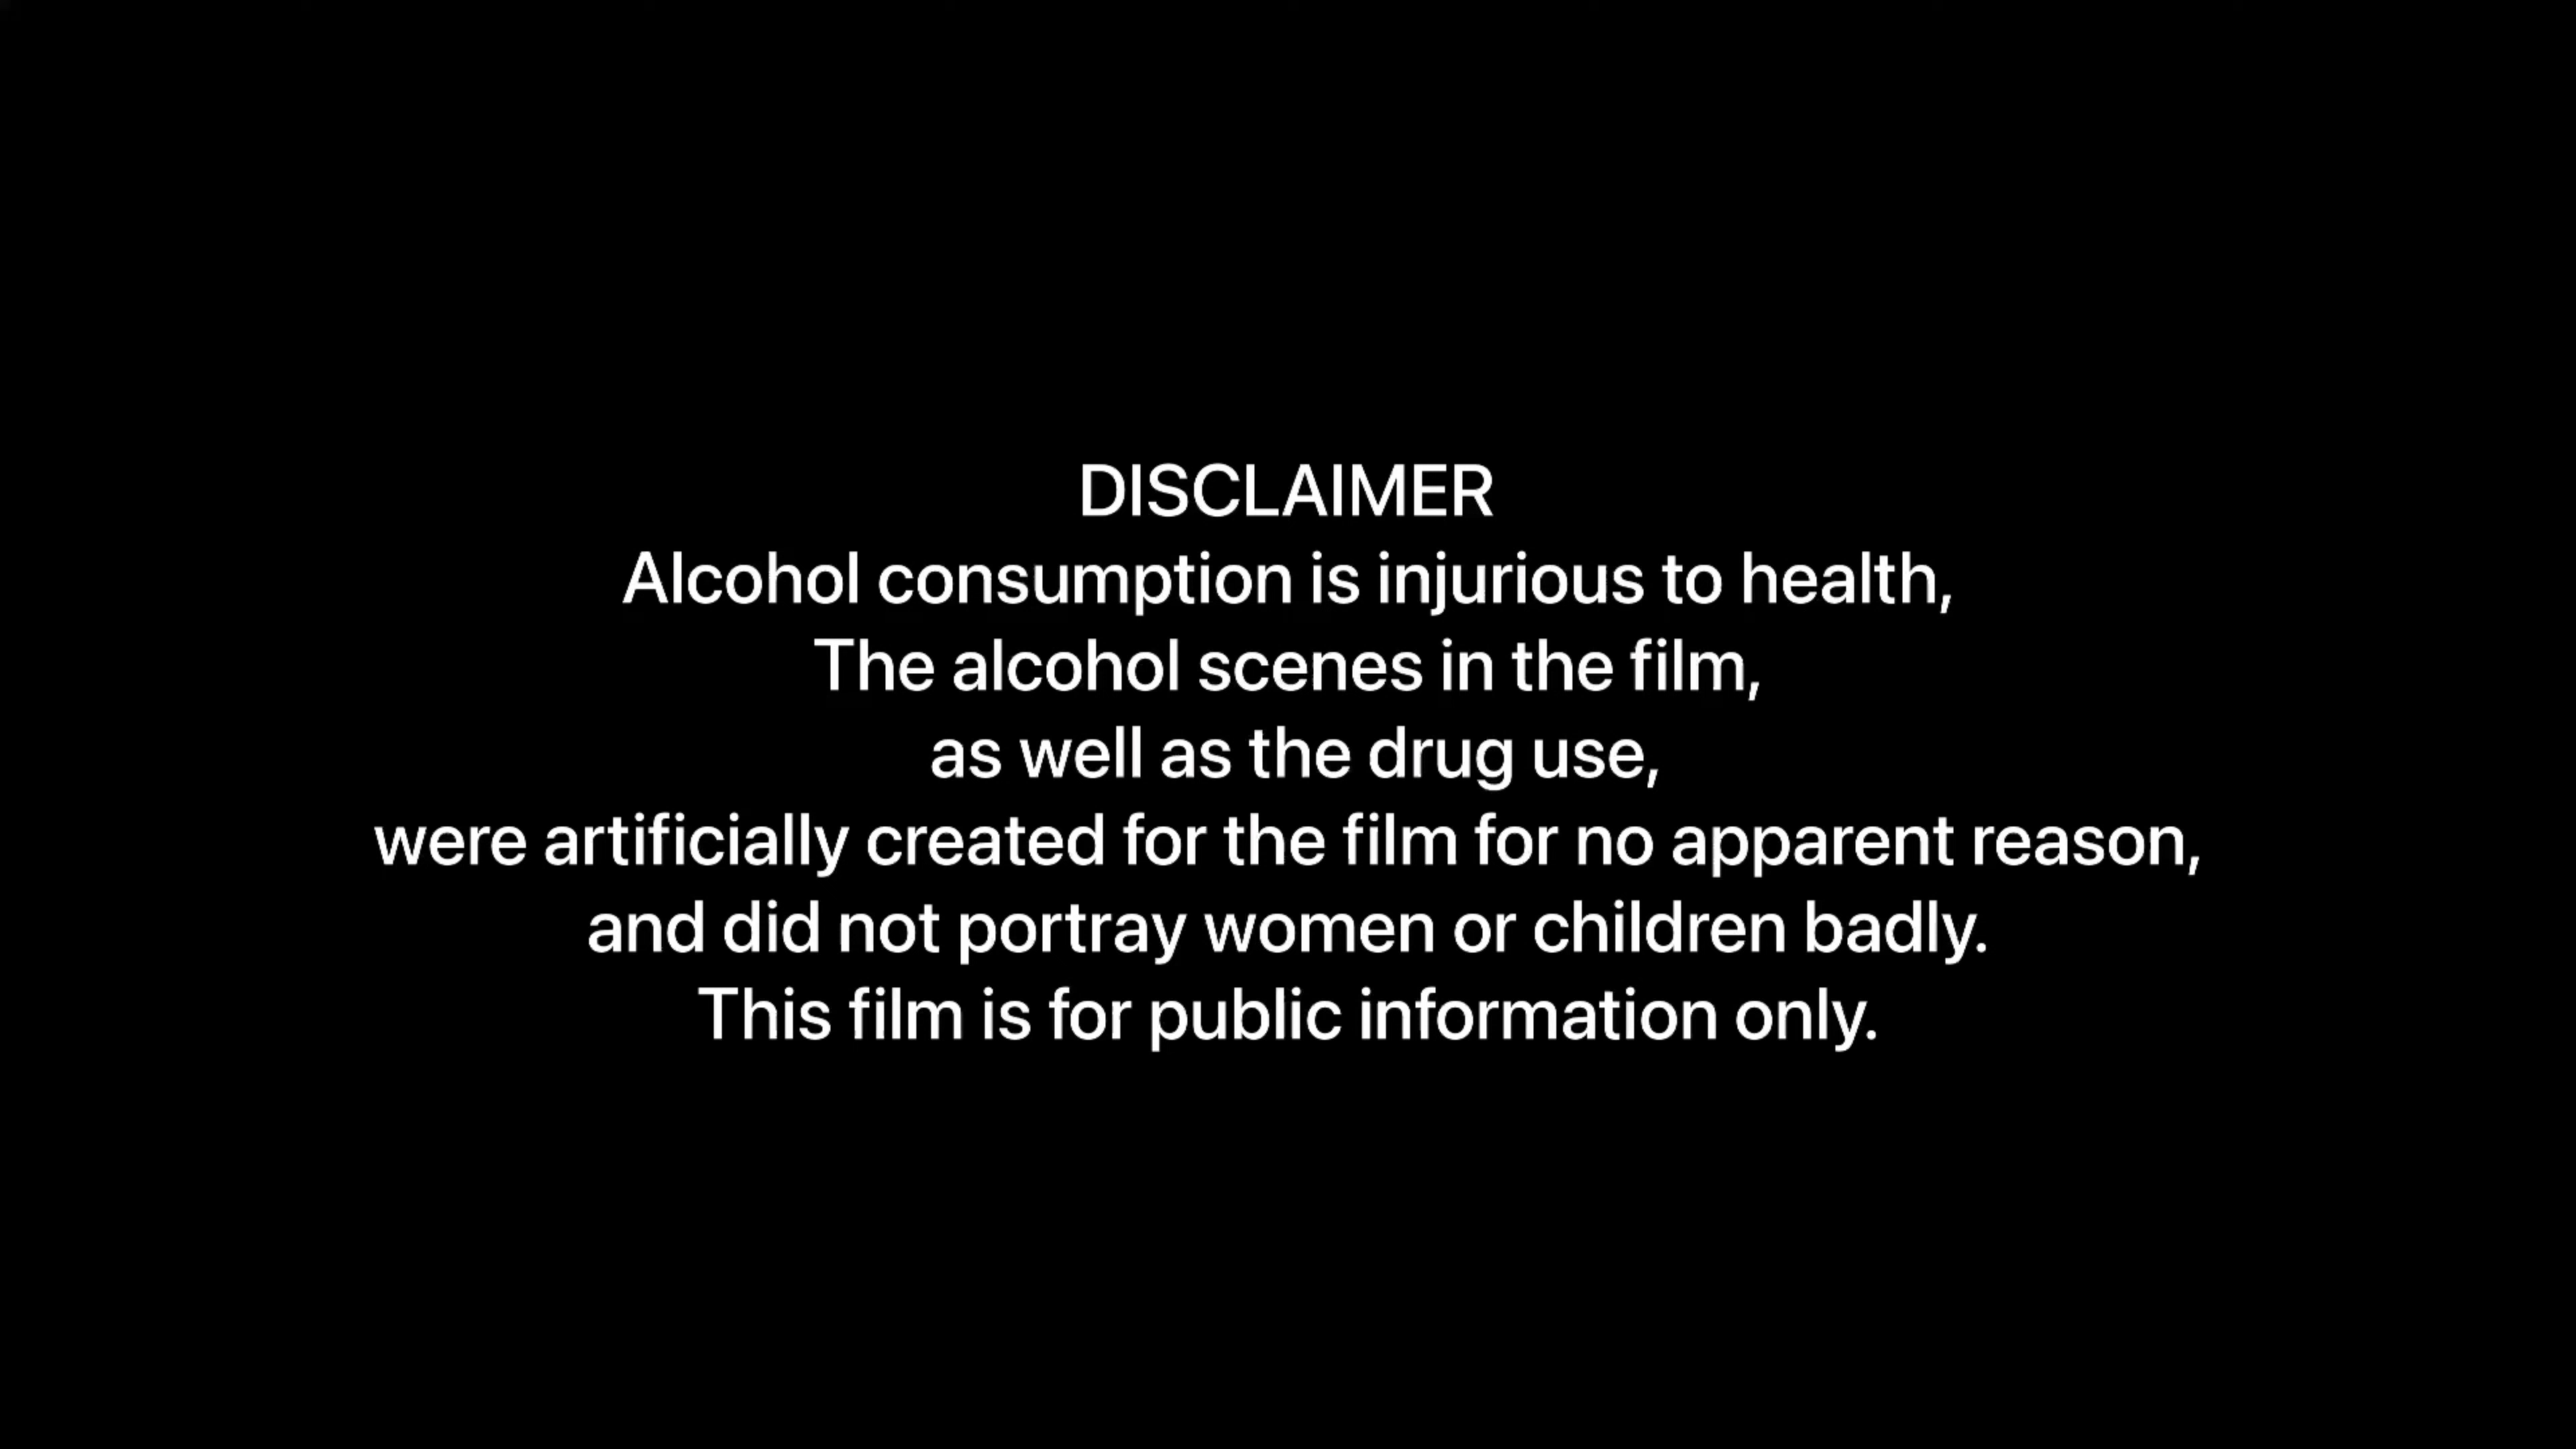 DISCLAIMER
Alcohol consumption is injurious to health,
The alcohol scenes in the film,
as well as the drug use,
were artificially created for the film for no apparent reason,
and did not portray women or children badly.
This film is for public information only.